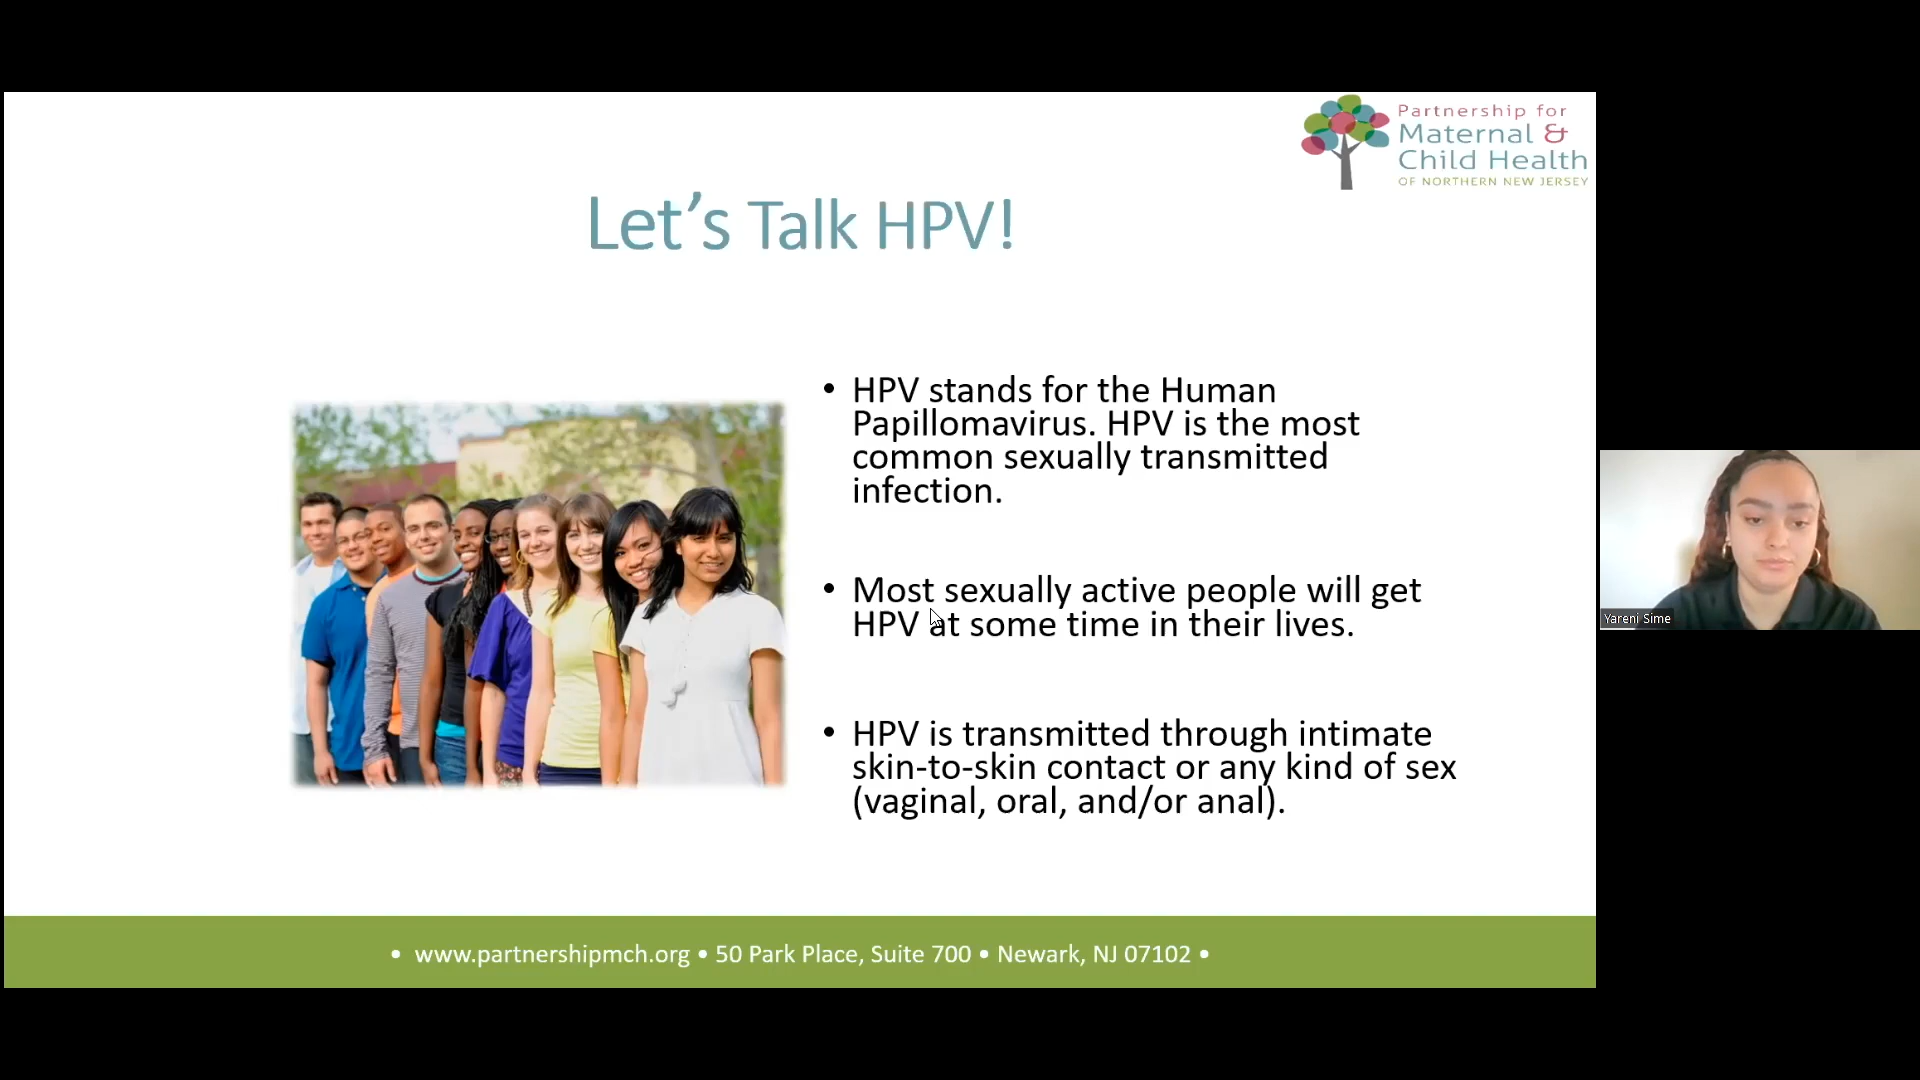 Partnership for
Maternal &
Child Health
OF NORTHERN NEW JERSEY
Let's Talk HPV!
• HPV stands for the Human
Papillomavirus. HPV is the most
common sexually transmitted
infection.
• Most sexually active people will get
HPV at some time in their lives.
• HPV is transmitted through intimate
skin-to-skin contact or any kind of sex
(vaginal, oral, and/or anal).
Yareni Sime
• www.partnershipmch.org • 50 Park Place, Suite 700 • Newark, NJ 07102 •